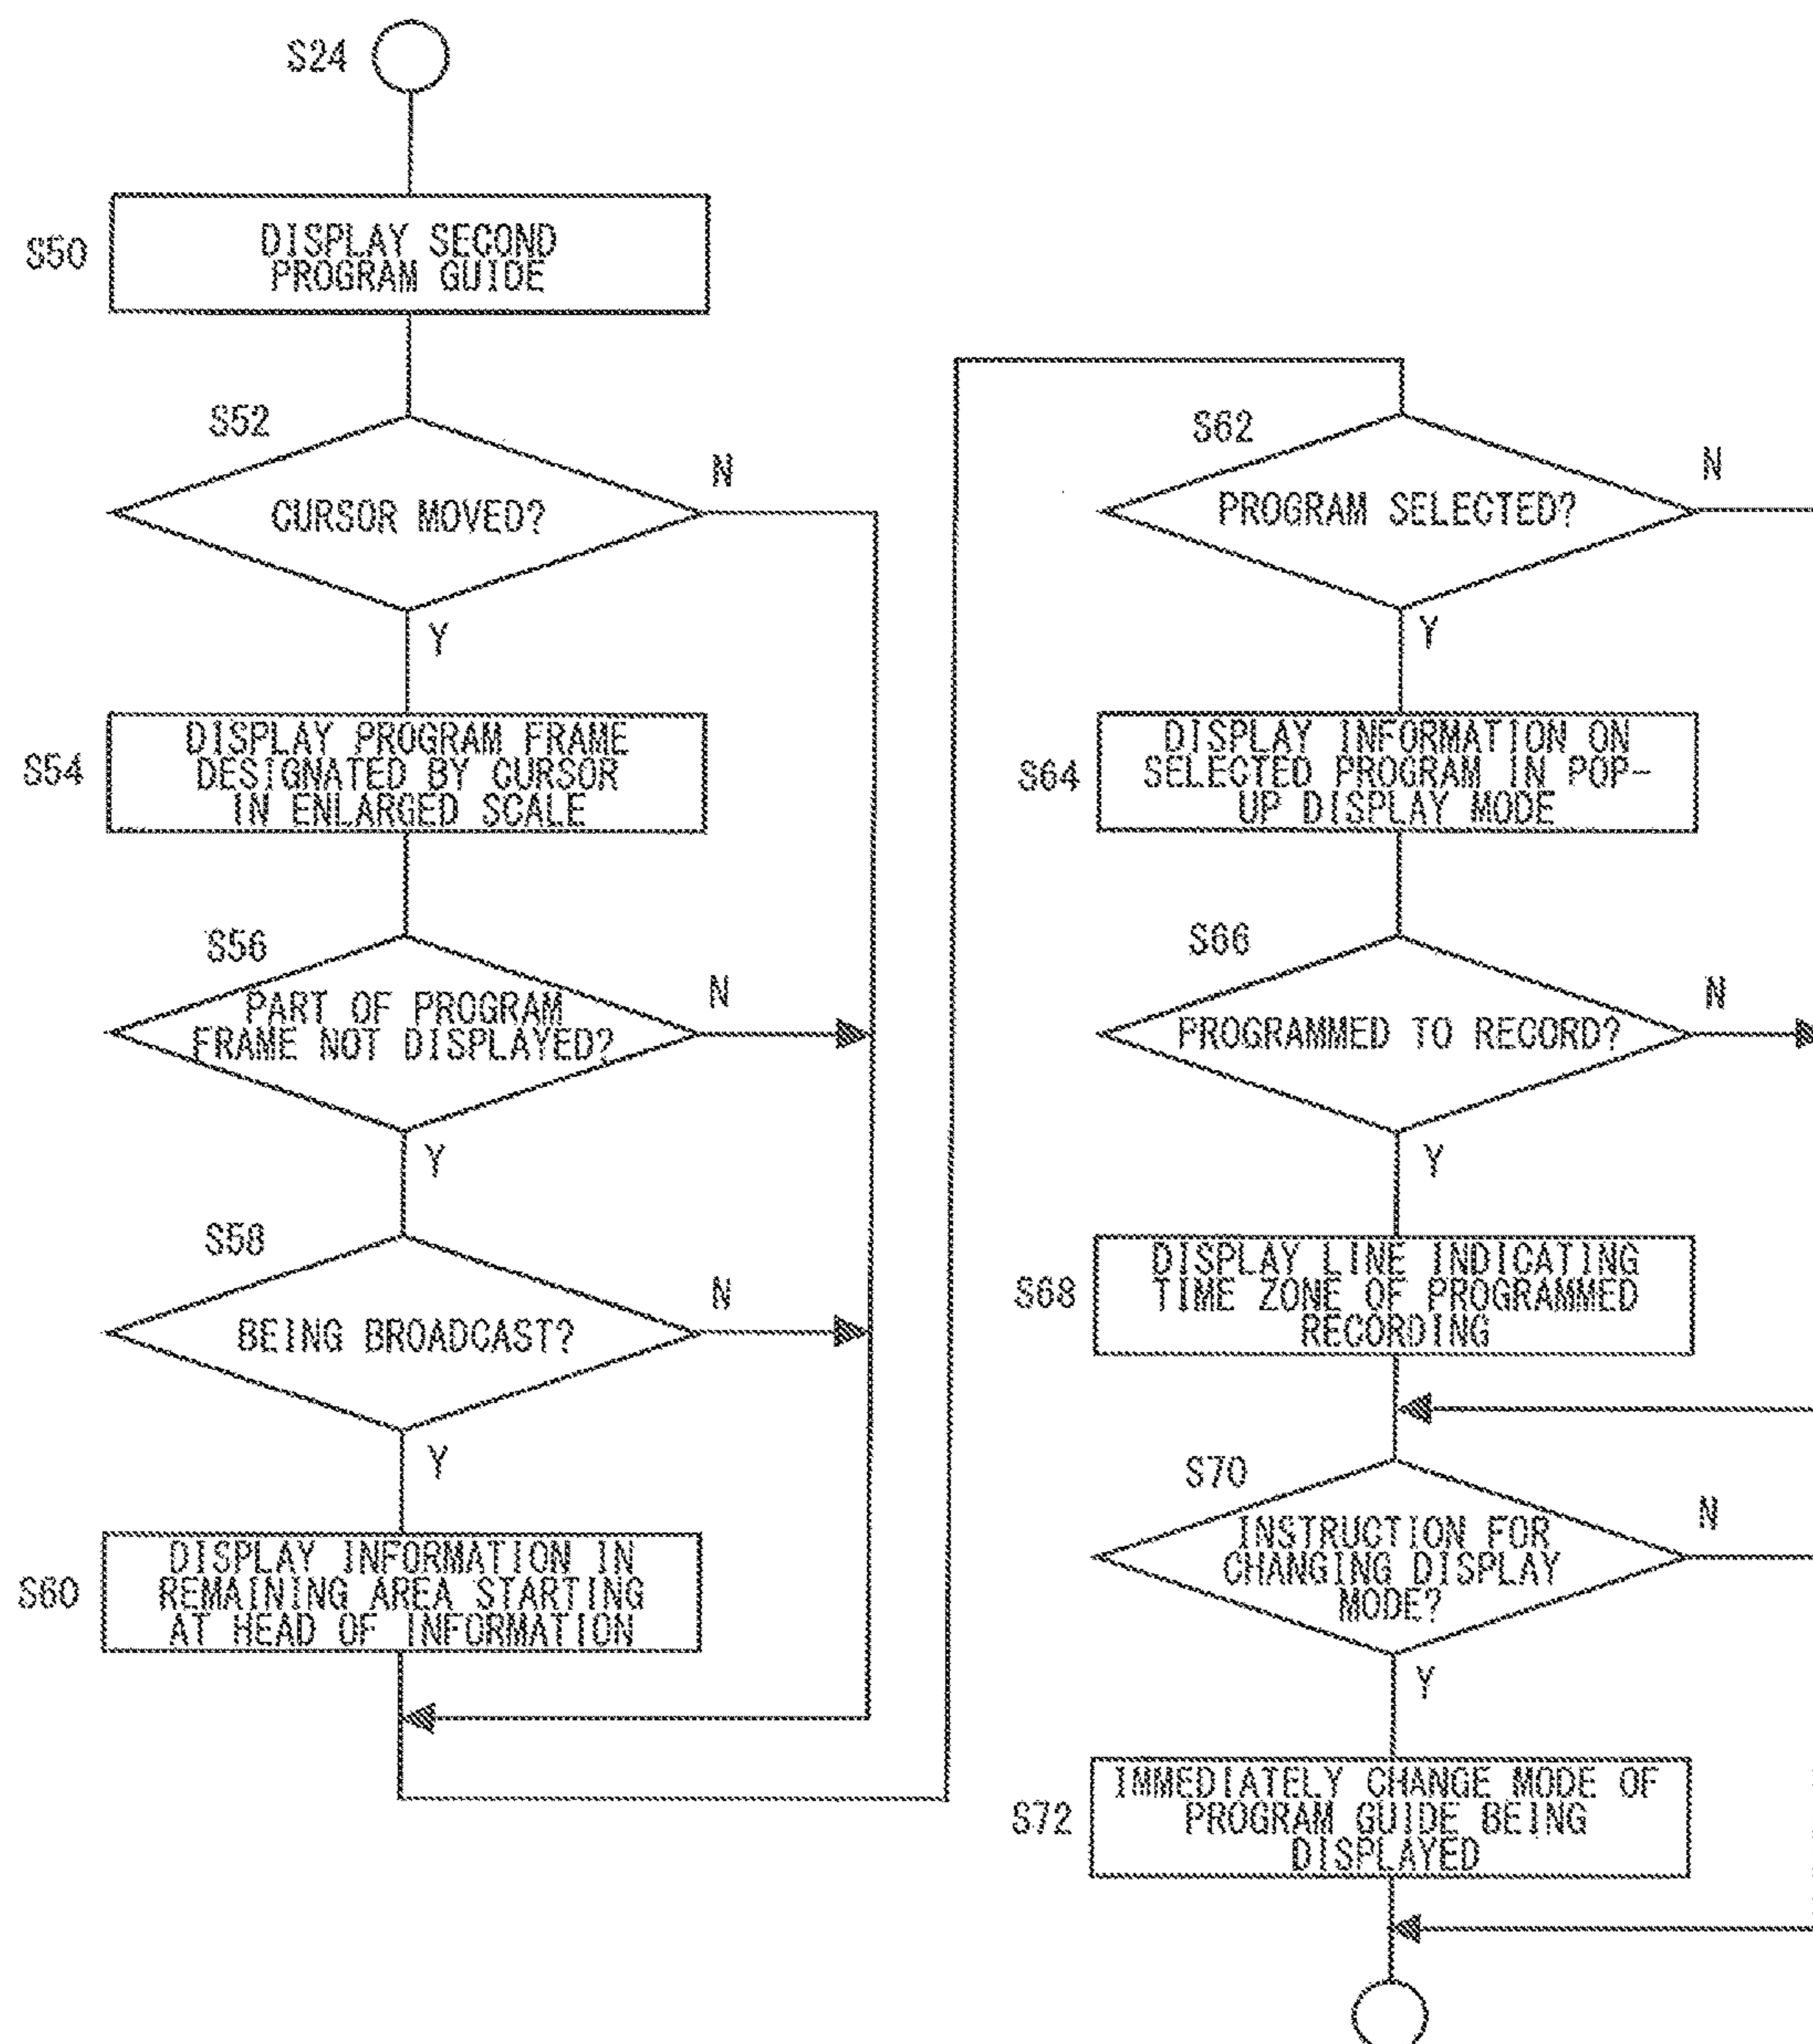 S24
S50
DISPLAY SECOND
PROGRAM GUIDE
S52
CURSOR MOVED?
N
Y
S54
DISPLAY PROGRAM FRAME
DESIGNATED BY CURSOR
IN ENLARGED SCALE
S56
PART OF PROGRAM
FRAME NOT DISPLAYED?
N
Y
S58
BEING BROADCAST?
N
Y
S60
DISPLAY INFORMATION IN
REMAINING AREA STARTING
AT HEAD OF INFORMATION
S62
PROGRAM SELECTED?
N
Y
S64
DISPLAY INFORMATION ON
SELECTED PROGRAM IN POP-
UP DISPLAY MODE
S66
PROGRAMMED TO RECORD?
N
Y
S68
DISPLAY LINE INDICATING
TIME ZONE OF PROGRAMMED
RECORDING
S70
INSTRUCTION FOR
CHANGING DISPLAY
MODE?
N
Y
S72
IMMEDIATELY CHANGE MODE OF
PROGRAM GUIDE BEING
DISPLAYED